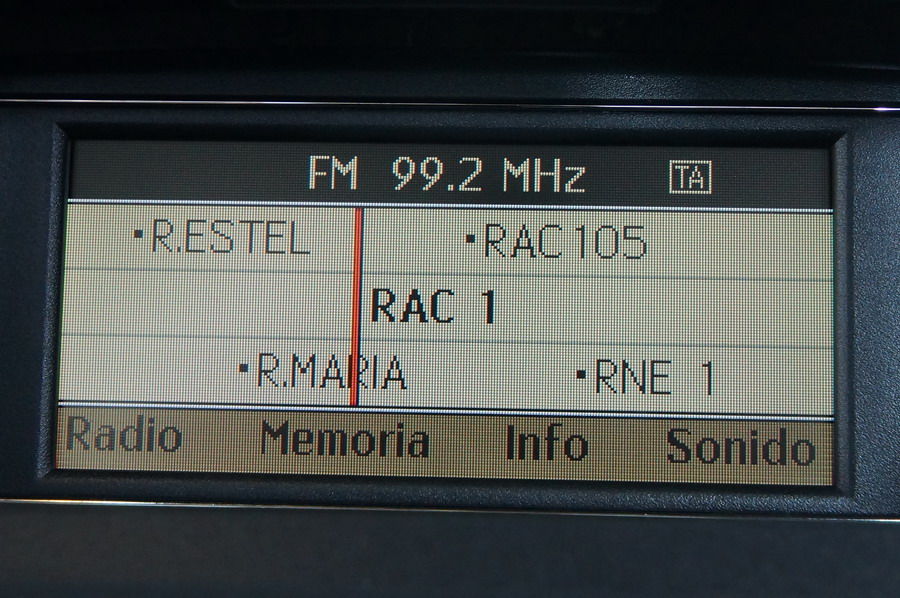 FM 99.2 MHz TA
R.ESTEL RAC105
RAC 1
R.MARIA RNE 1
Radio Memoria Info Sonido